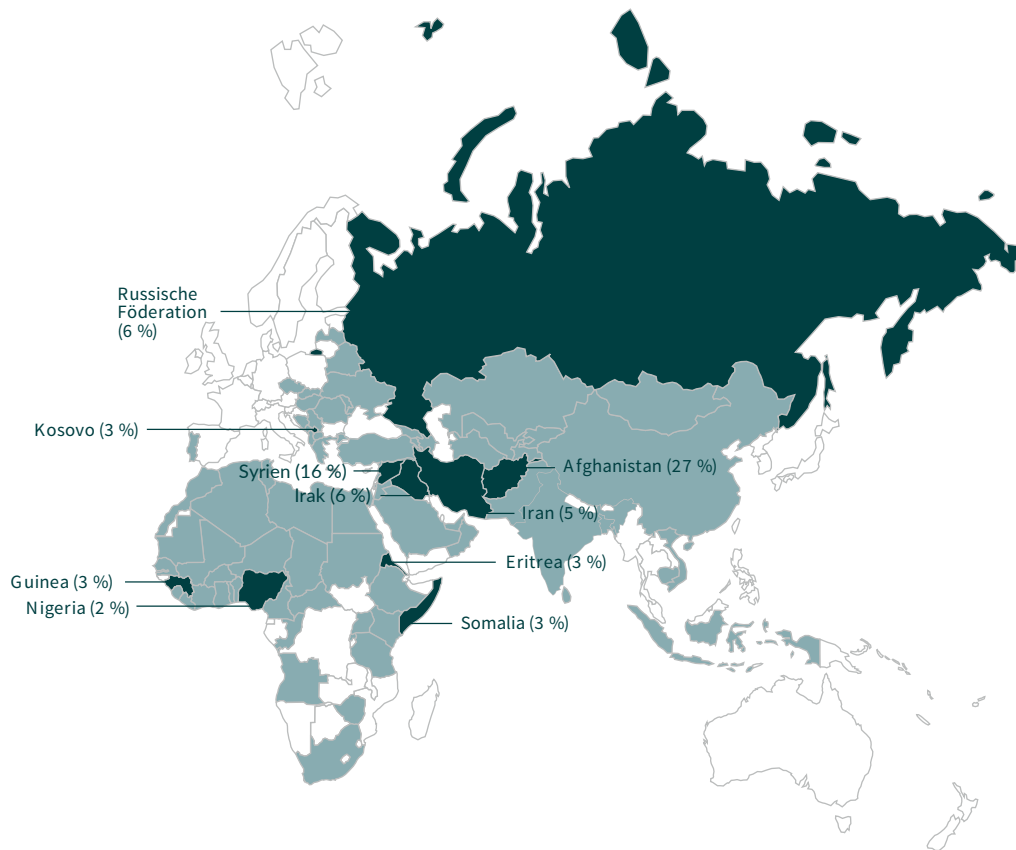 Russische
Föderation
(6 %)
Kosovo (3 %)
Syrien (16 %)
Afghanistan (27 %)
Irak (6 %)
Iran (5 %)
Eritrea (3 %)
Guinea (3 %)
Nigeria (2 %)
Somalia (3 %)